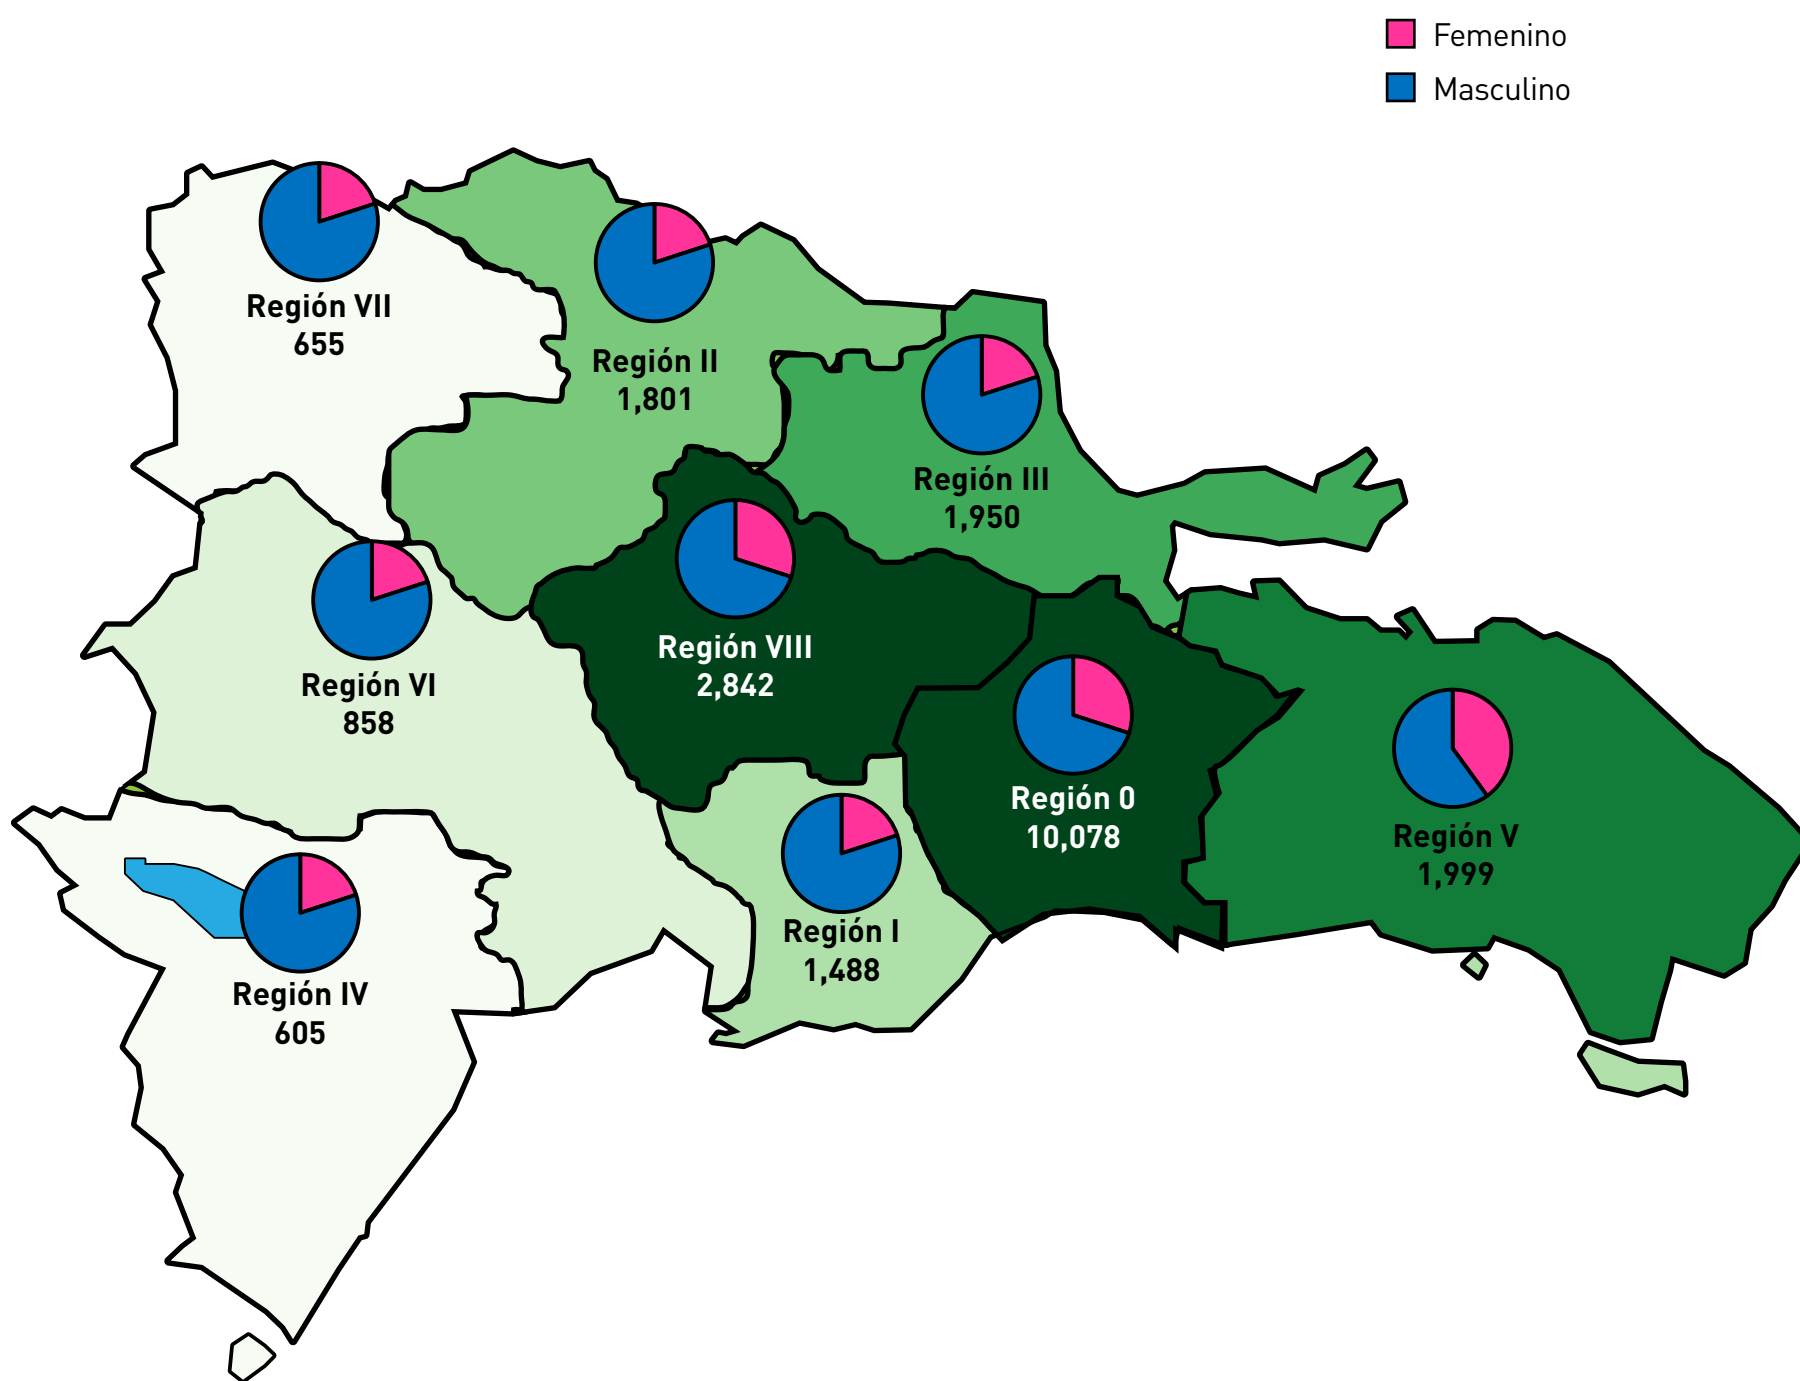 Femenino
Masculino
Región VII
655
Región II
1,801
Región III
1,950
Región VIII
2,842
Región VI
858
Región 0
10,078
Región V
1,999
Región I
1,488
Región IV
605